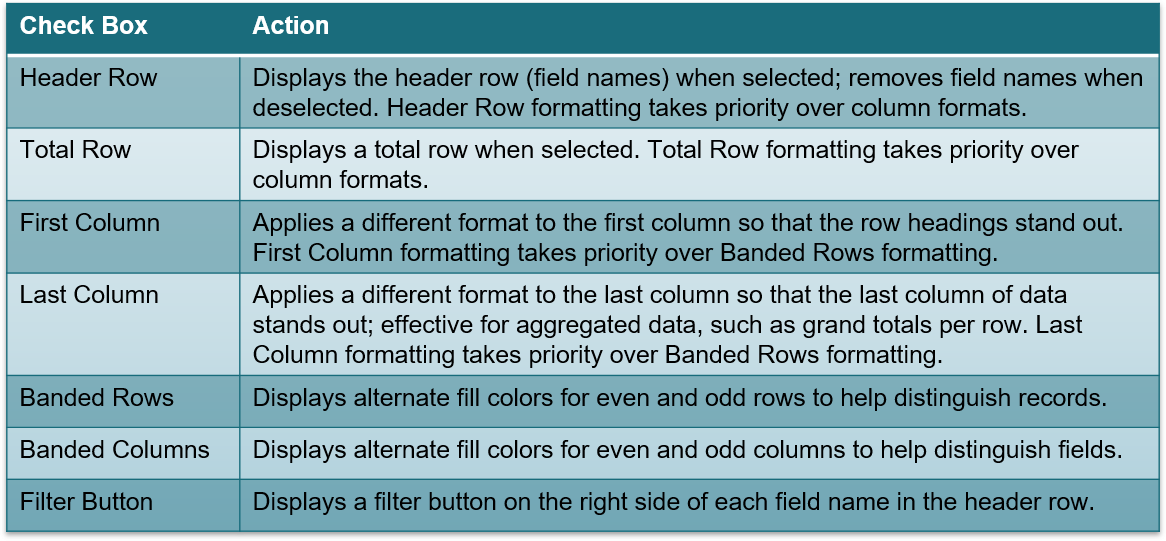 Check Box Action
Header Row Displays the header row (field names) when selected; removes field names when
deselected. Header Row formatting takes priority over column formats.
Total Row Displays a total row when selected. Total Row formatting takes priority over
column formats.
First Column Applies a different format to the first column so that the row headings stand out.
First Column formatting takes priority over Banded Rows formatting.
Last Column Applies a different format to the last column so that the last column of data
stands out; effective for aggregated data, such as grand totals per row. Last
Column formatting takes priority over Banded Rows formatting.
Banded Rows Displays alternate fill colors for even and odd rows to help distinguish records.
Banded Columns Displays alternate fill colors for even and odd columns to help distinguish fields.
Filter Button Displays a filter button on the right side of each field name in the header row.